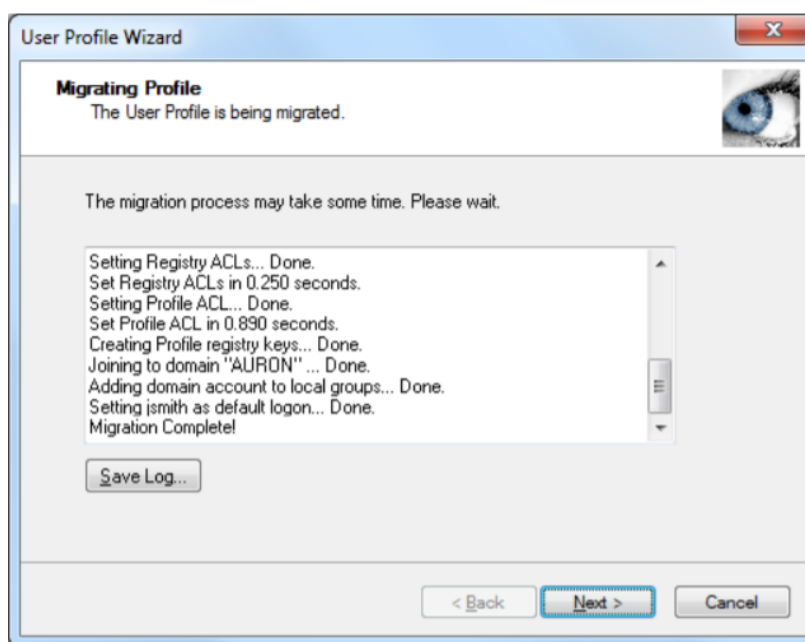 User Profile Wizard
Migrating Profile
The User Profile is being migrated.
The migration process may take some time. Please wait.
Setting Registry ACLs... Done.
Set Registry ACLs in 0.250 seconds.
Setting Profile ACL... Done.
Set Profile ACL in 0.890 seconds.
Creating Profile registry keys... Done.
Joining to domain "AURON" ... Done.
Adding domain account to local groups... Done.
Setting jsmith as default logon... Done.
Migration Complete!
Save Log...
< Back
Next >
Cancel